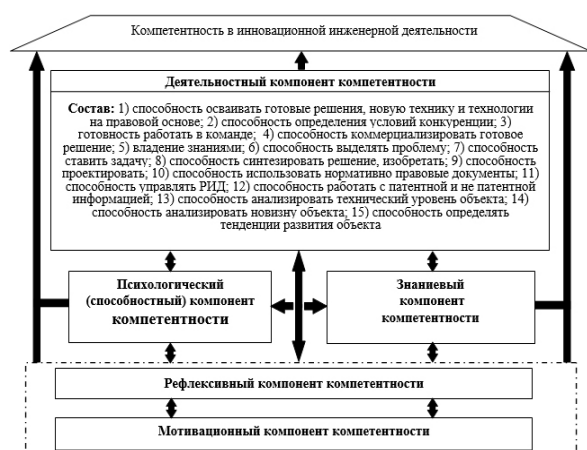 Компетентность в инновационной инженерной деятельности
Деятельностный компонент компетентности
Состав: 1) способность осваивать готовые решения, новую технику и технологии
на правовой основе; 2) способность определения условий конкуренции; 3)
готовность работать в команде; 4) способность коммерциализировать готовое
решение; 5) владение знаниями; 6) способность выделять проблему; 7) способность
ставить задачу; 8) способность синтезировать решение, изобретать; 9) способность
проектировать; 10) способность использовать нормативно правовые документы; 11)
способность управлять РИД; 12) способность работать с патентной и не патентной
информацией; 13) способность анализировать технический уровень объекта; 14)
способность анализировать новизну объекта; 15) способность определять
тенденции развития объекта
Психологический
(способностный) компонент
компетентности
Знаниевый
компонент
компетентности
Рефлексивный компонент компетентности
Мотивационный компонент компетентности